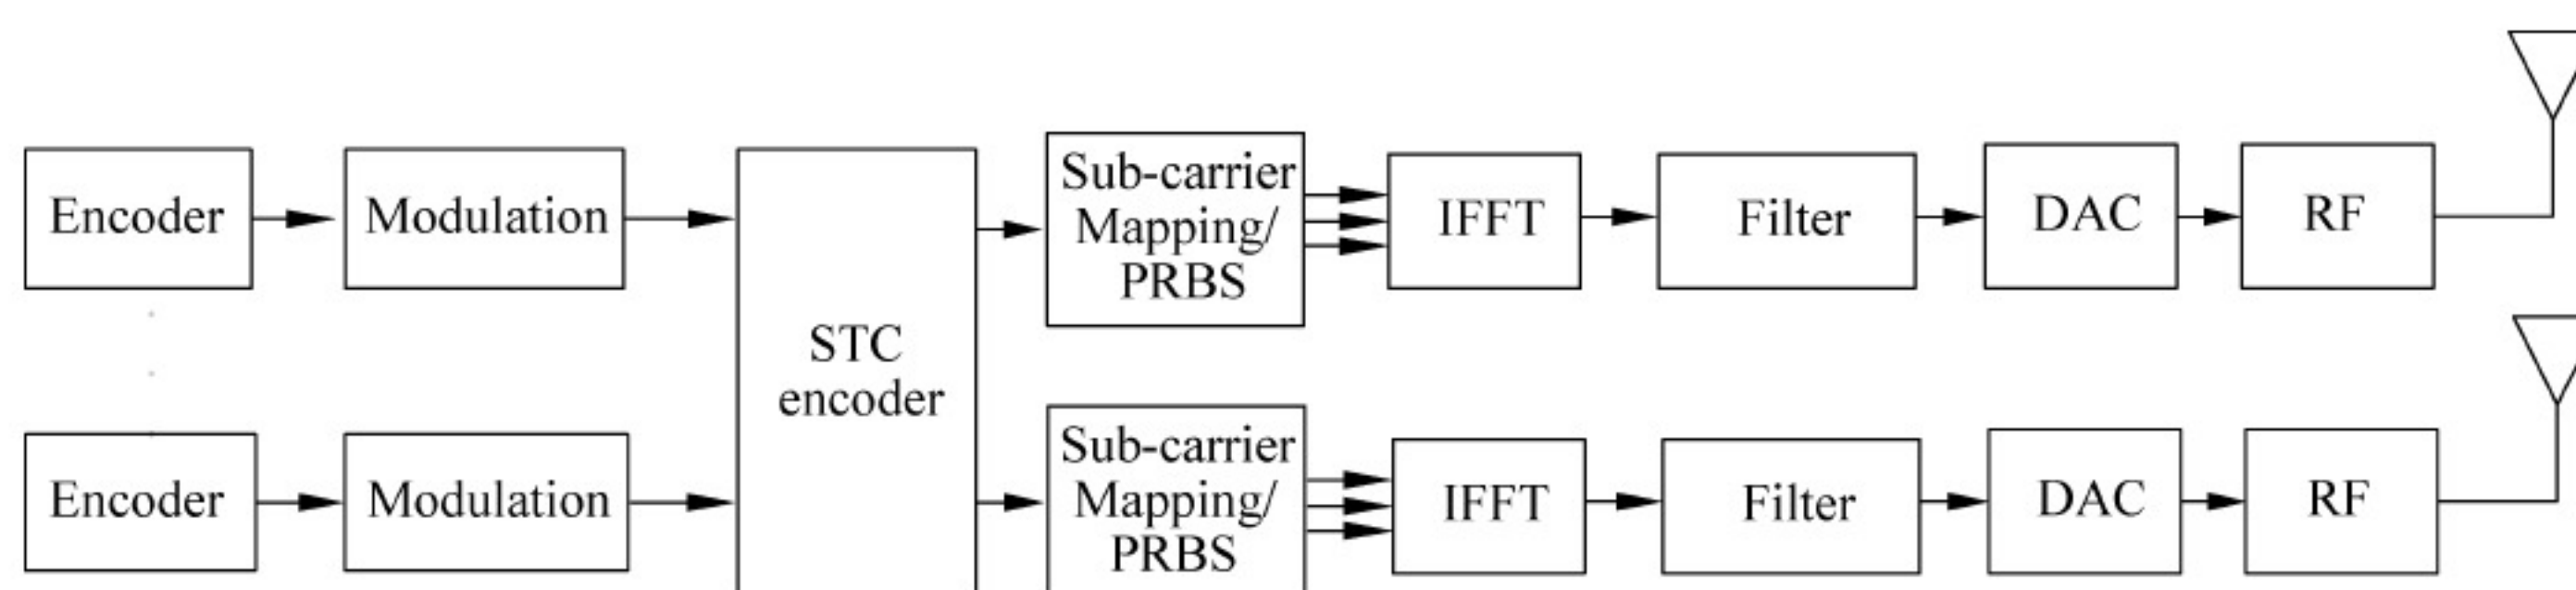 Encoder
Modulation
STC
encoder
Sub-carrier
Mapping/
PRBS
IFFT
Filter
DAC
RF
Encoder
Modulation
Sub-carrier
Mapping/
PRBS
IFFT
Filter
DAC
RF